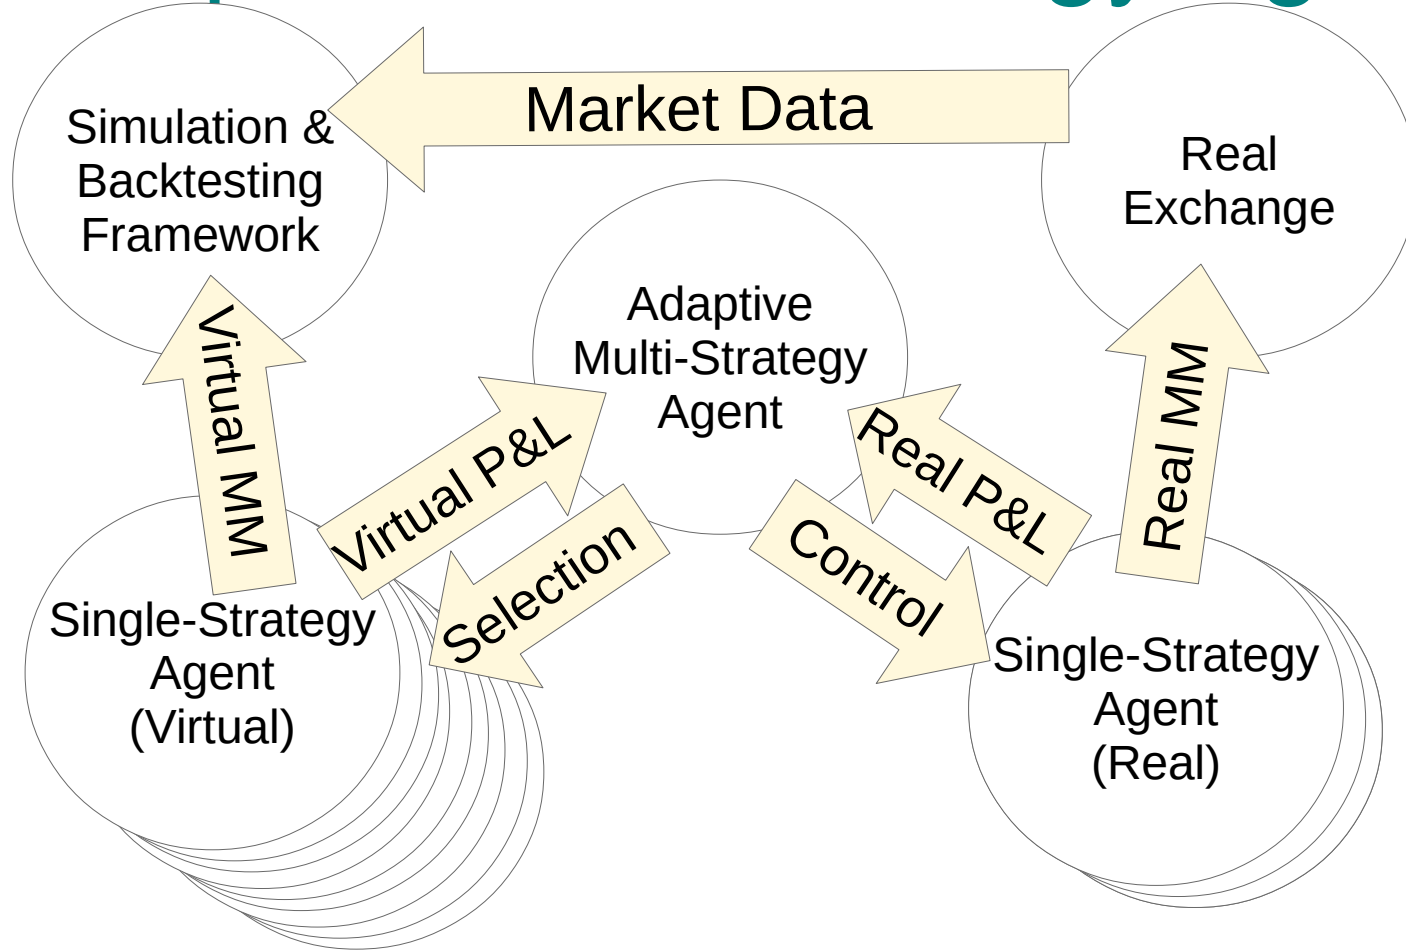 Market Data
Simulation &
Backtesting
Framework
Real
Exchange
Adaptive
Multi-Strategy
Agent
Virtual MM
Virtual P&L
Selection
Real P&L
Control
Real MM
Single-Strategy
Agent
(Virtual)
Single-Strategy
Agent
(Real)